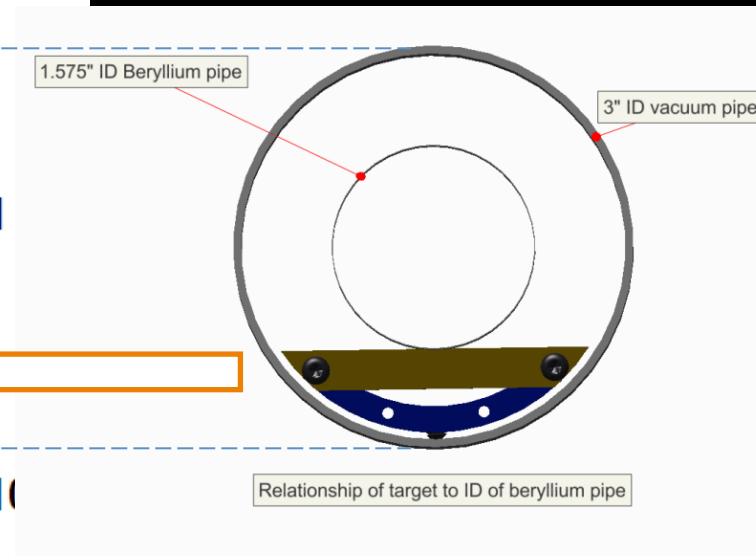 1.575" ID Beryllium pipe
3" ID vacuum pipe
Relationship of target to ID of beryllium pipe